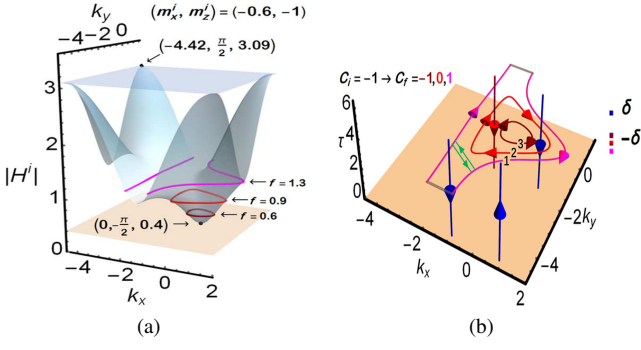 (m_x^i, m_z^i) = (-0.6, -1)
k_y
-4 -2 0
(-4.42, π/2, 3.09)
3
2
1
0
|H^i|
f = 1.3
f = 0.9
f = 0.6
(0, -π/2, 0.4)
-4 -2 0 2
k_x
(a)
C_i = -1 → C_f = -1, 0, 1
δ
-δ
6
τ 4
2
0
1 2 3
0
-2 k_y
-4
-4 -2 0 2
k_x
(b)